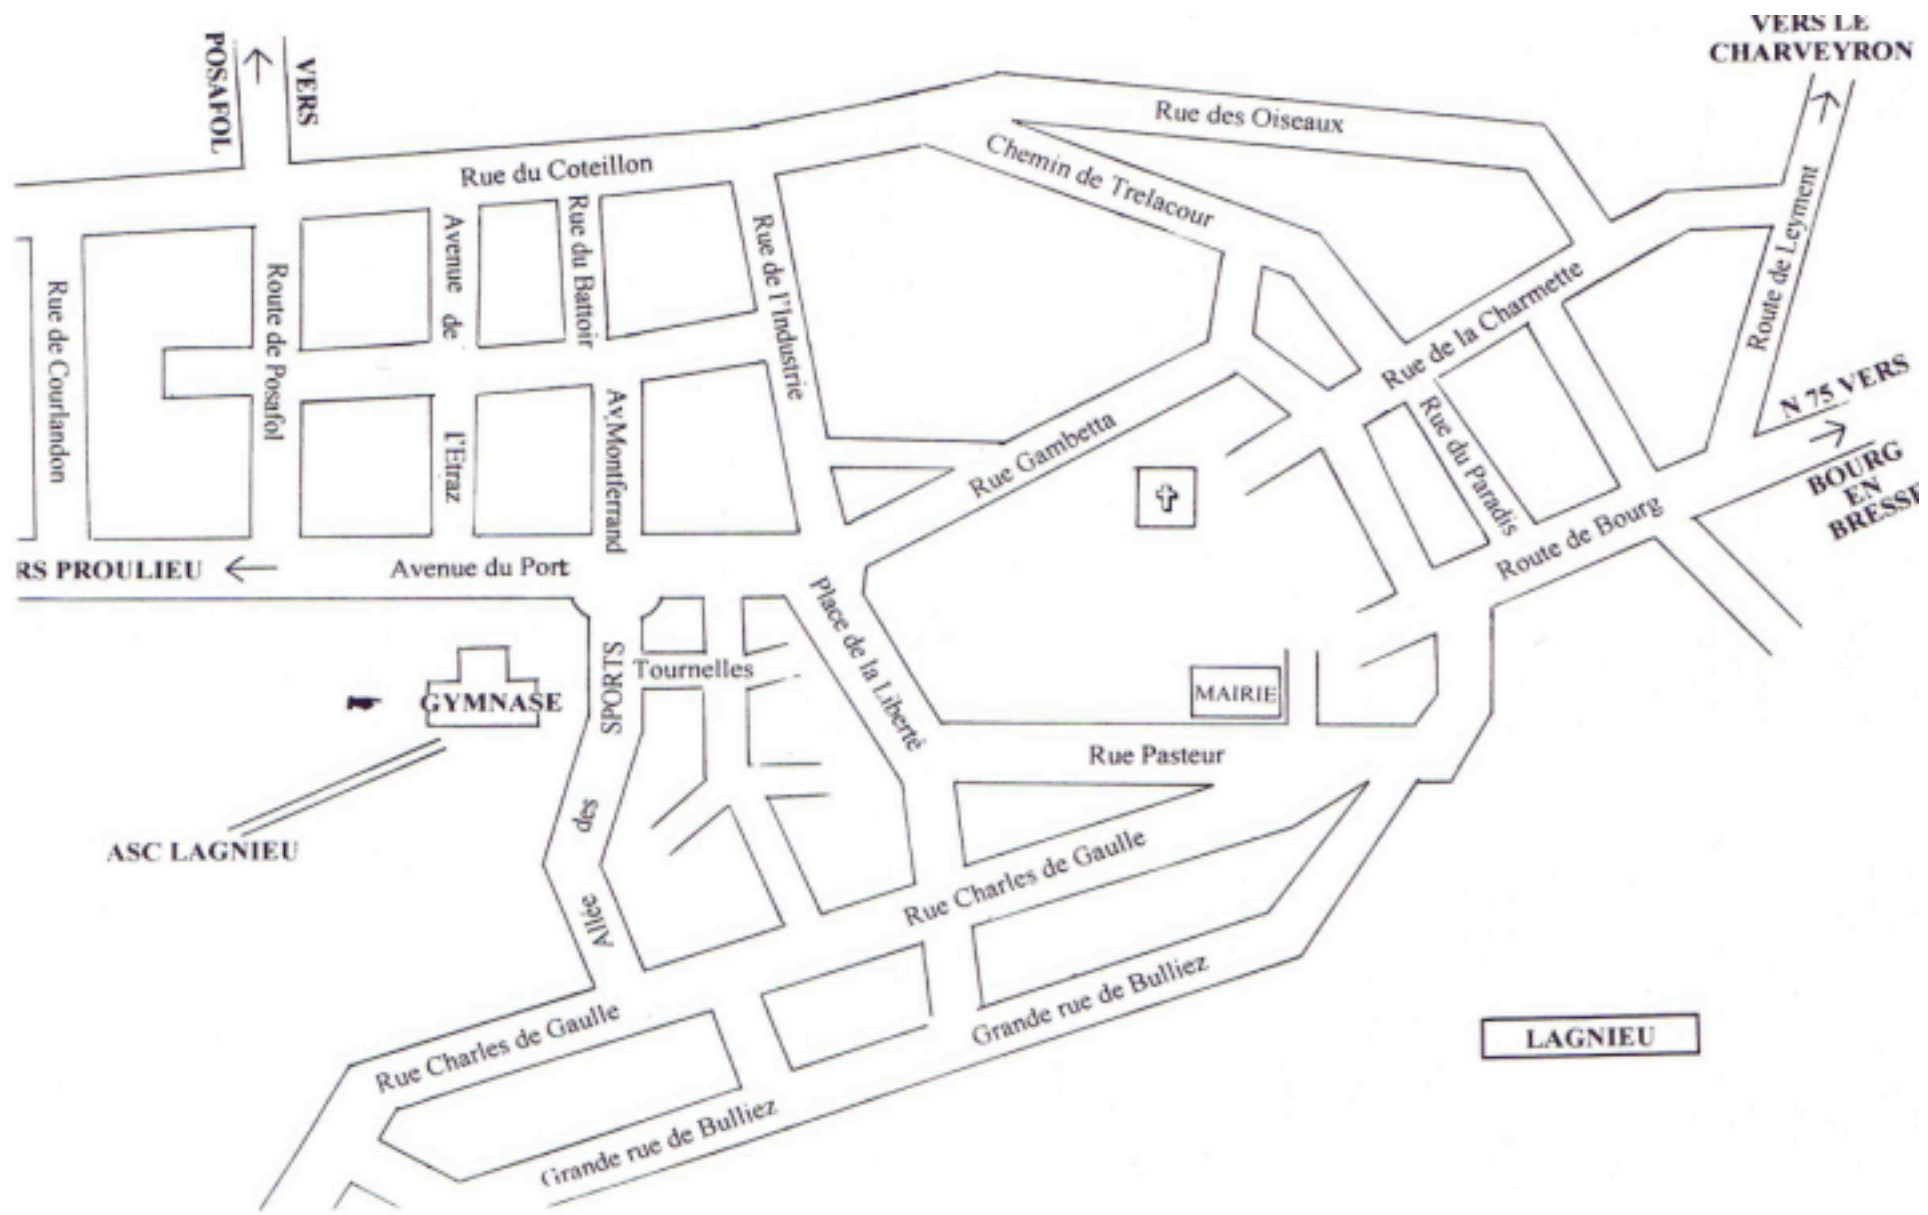 VERS LE
CHARVEYRON
POSAFOL
VERS
Rue des Oiseaux
Chemin de Trelacour
Rue du Coteillon
Route de Leyment
Avenue de l'Etraz
Rue du Battoir
Rue de l'Industrie
Rue de Courlandon
Route de Posafol
Rue de la Charmette
Av.Montferrand
Rue Gambetta
Rue du Paradis
N 75 VERS
BOURG
EN
BRESSE
Route de Bourg
RS PROULIEU
Avenue du Port
Place de la Liberté
Tournelles
Allée des SPORTS
GYMNASE
MAIRIE
Rue Pasteur
ASC LAGNIEU
Rue Charles de Gaulle
Grande rue de Bulliez
Rue Charles de Gaulle
LAGNIEU
Grande rue de Bulliez